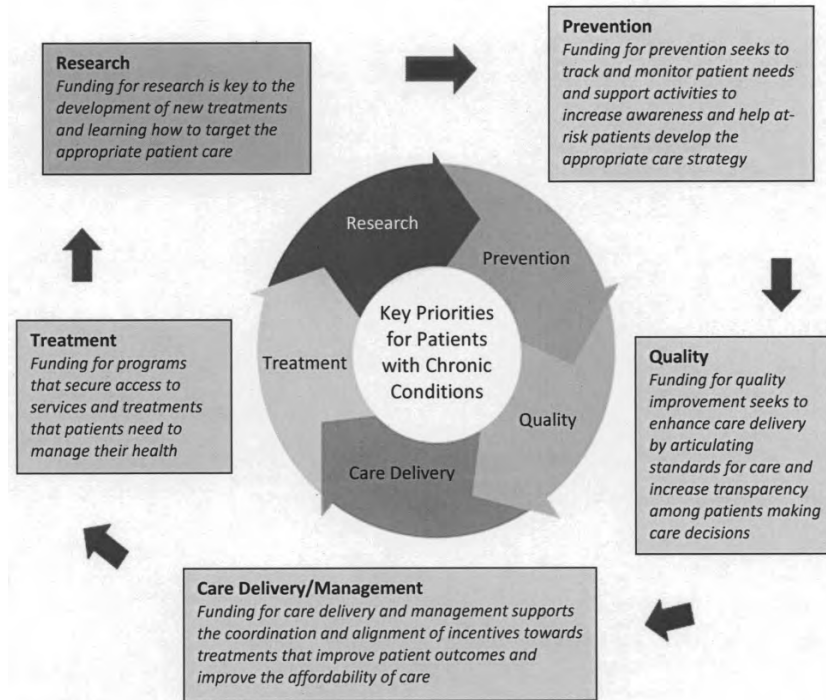 Research
Funding for research is key to the
development of new treatments
and learning how to target the
appropriate patient care
Prevention
Funding for prevention seeks to
track and monitor patient needs
and support activities to
increase awareness and help at-
risk patients develop the
appropriate care strategy
Research
Prevention
Key Priorities
for Patients
with Chronic
Conditions
Treatment
Quality
Care Delivery
Treatment
Funding for programs
that secure access to
services and treatments
that patients need to
manage their health
Quality
Funding for quality
improvement seeks to
enhance care delivery
by articulating
standards for care and
increase transparency
among patients making
care decisions
Care Delivery/Management
Funding for care delivery and management supports
the coordination and alignment of incentives towards
treatments that improve patient outcomes and
improve the affordability of care